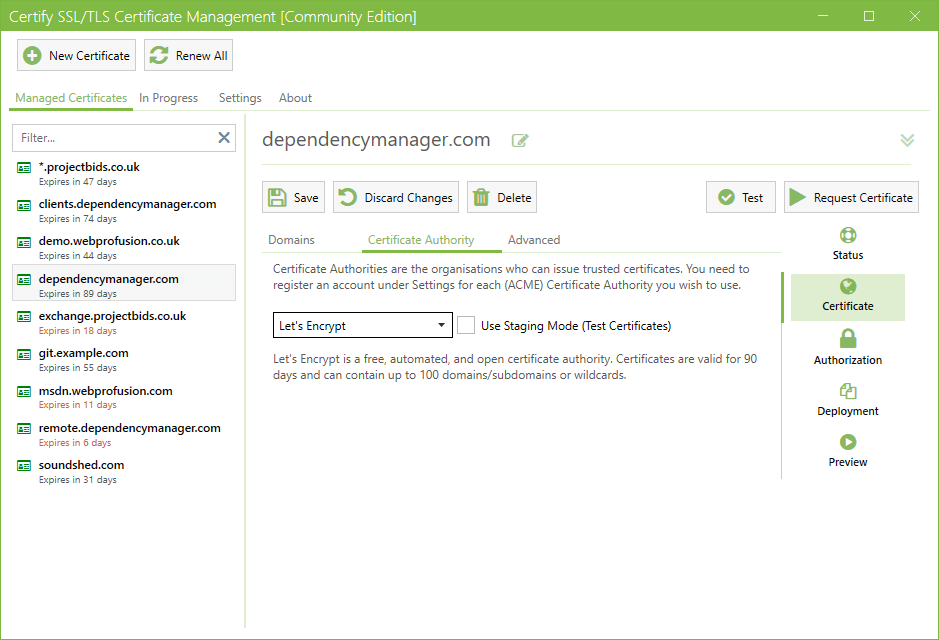 Certify SSL/TLS Certificate Management [Community Edition]
New Certificate
Renew All
Managed Certificates
In Progress
Settings
About
Filter...
*.projectbids.co.uk
Expires in 47 days
clients.dependencymanager.com
Expires in 74 days
demo.webprofusion.co.uk
Expires in 44 days
dependencymanager.com
Expires in 89 days
exchange.projectbids.co.uk
Expires in 18 days
git.example.com
Expires in 55 days
msdn.webprofusion.com
Expires in 11 days
remote.dependencymanager.com
Expires in 6 days
soundshed.com
Expires in 31 days
dependencymanager.com
Save
Discard Changes
Delete
Test
Request Certificate
Domains
Certificate Authority
Advanced
Certificate Authorities are the organisations who can issue trusted certificates. You need to
register an account under Settings for each (ACME) Certificate Authority you wish to use.
Let's Encrypt
Use Staging Mode (Test Certificates)
Let's Encrypt is a free, automated, and open certificate authority. Certificates are valid for 90
days and can contain up to 100 domains/subdomains or wildcards.
Status
Certificate
Authorization
Deployment
Preview